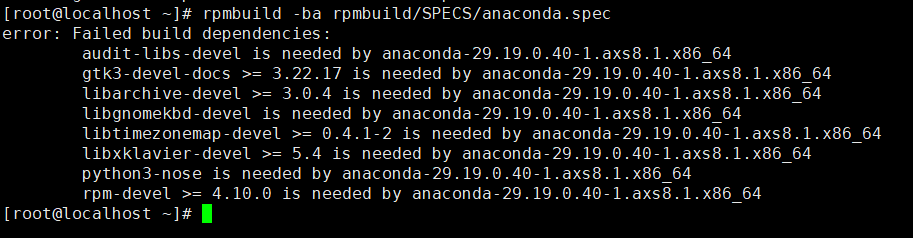 [root@localhost ~]# rpmbuild -ba rpmbuild/SPECS/anaconda.spec
error: Failed build dependencies:
audit-libs-devel is needed by anaconda-29.19.0.40-1.axs8.1.x86_64
gtk3-devel-docs >= 3.22.17 is needed by anaconda-29.19.0.40-1.axs8.1.x86_64
libarchive-devel >= 3.0.4 is needed by anaconda-29.19.0.40-1.axs8.1.x86_64
libgnomekbd-devel is needed by anaconda-29.19.0.40-1.axs8.1.x86_64
libtimezonemap-devel >= 0.4.1-2 is needed by anaconda-29.19.0.40-1.axs8.1.x86_64
libxklavier-devel >= 5.4 is needed by anaconda-29.19.0.40-1.axs8.1.x86_64
python3-nose is needed by anaconda-29.19.0.40-1.axs8.1.x86_64
rpm-devel >= 4.10.0 is needed by anaconda-29.19.0.40-1.axs8.1.x86_64
[root@localhost ~]#